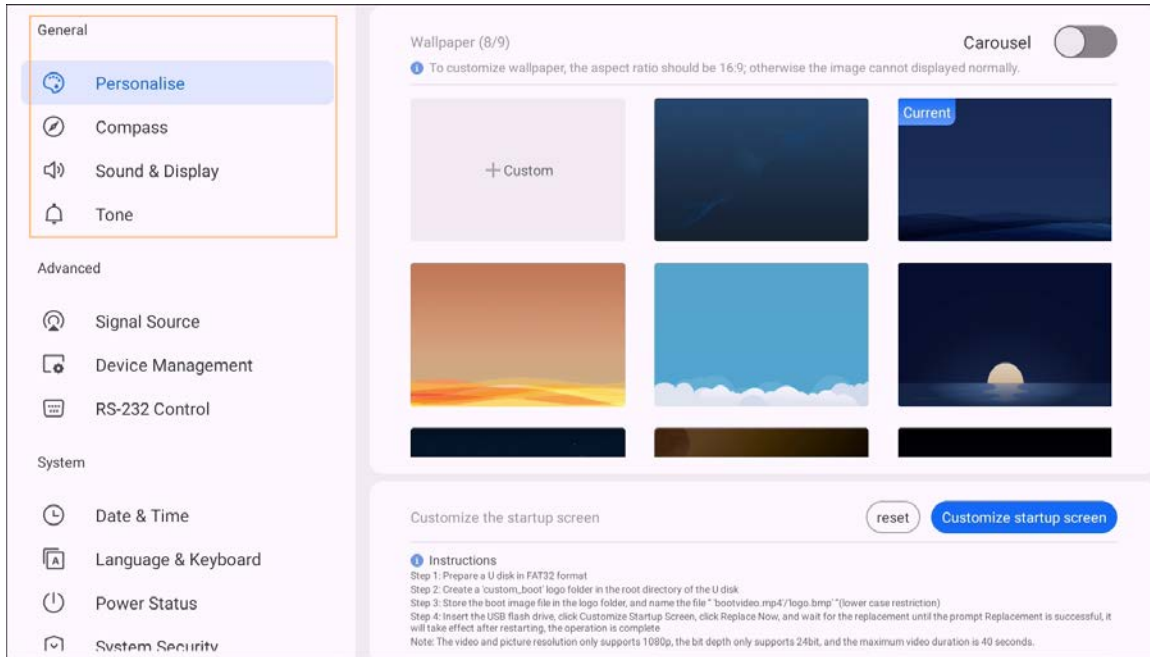 General
Personalise
Compass
Sound & Display
Tone
Advanced
Signal Source
Device Management
RS-232 Control
System
Date & Time
Language & Keyboard
Power Status
System Security
Wallpaper (8/9)
Carousel
To customize wallpaper, the aspect ratio should be 16:9; otherwise the image cannot displayed normally.
+ Custom
Current
Customize the startup screen
reset
Customize startup screen
Instructions
Step 1: Prepare a U disk in FAT32 format
Step 2: Create a 'custom_boot' logo folder in the root directory of the U disk
Step 3: Store the boot image file in the logo folder, and name the file " 'bootvideo.mp4'/'logo.bmp' "(lower case restriction)
Step 4: Insert the USB flash drive, click Customize Startup Screen, click Replace Now, and wait for the replacement until the prompt Replacement is successful, it
will take effect after restarting, the operation is complete
Note: The video and picture resolution only supports 1080p, the bit depth only supports 24bit, and the maximum video duration is 40 seconds.